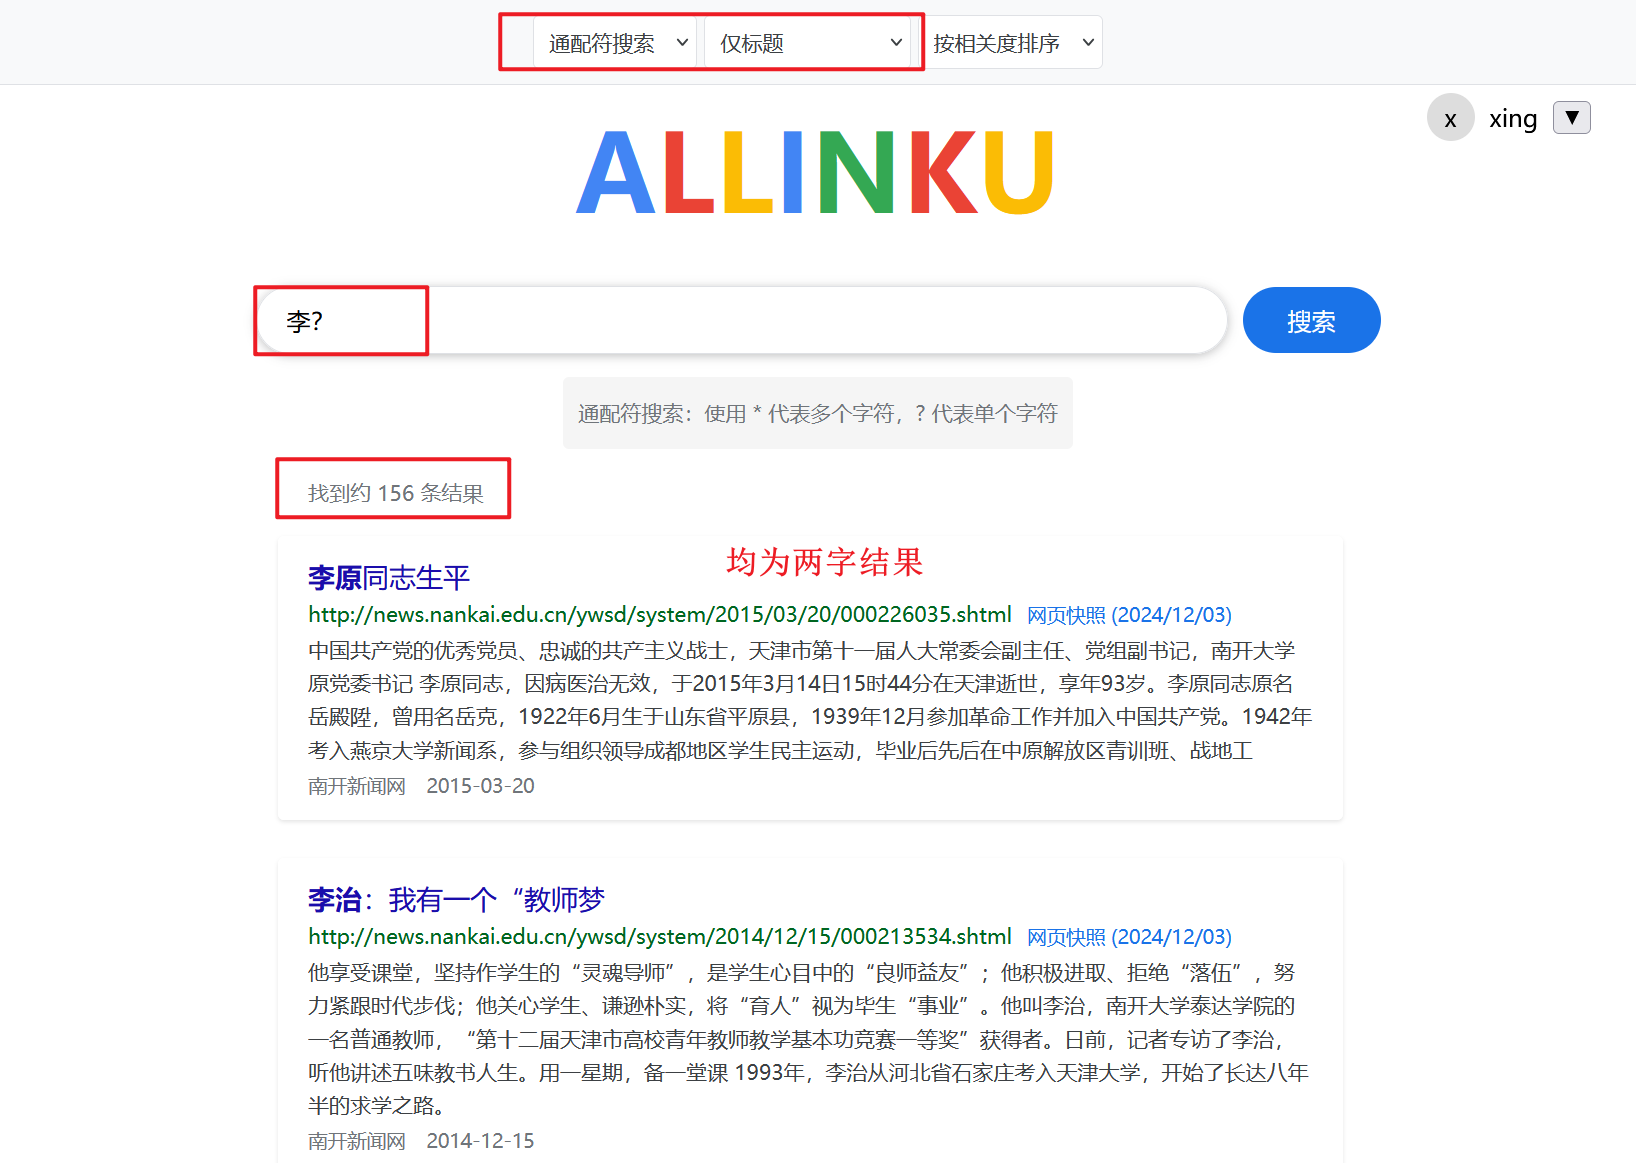 通配符搜索 仅标题 按相关度排序
x xing ▼
ALLINKU
李? 搜索
通配符搜索：使用 * 代表多个字符，? 代表单个字符
找到约 156 条结果
均为两字结果
李原同志生平
http://news.nankai.edu.cn/ywsd/system/2015/03/20/000226035.shtml 网页快照 (2024/12/03)
中国共产党的优秀党员、忠诚的共产主义战士，天津市第十一届人大常委会副主任、党组副书记，南开大学
原党委书记 李原同志，因病医治无效，于2015年3月14日15时44分在天津逝世，享年93岁。李原同志原名
岳殿陞，曾用名岳克，1922年6月生于山东省平原县，1939年12月参加革命工作并加入中国共产党。1942年
考入燕京大学新闻系，参与组织领导成都地区学生民主运动，毕业后先后在中原解放区青训班、战地工
南开新闻网 2015-03-20
李治：我有一个“教师梦
http://news.nankai.edu.cn/ywsd/system/2014/12/15/000213534.shtml 网页快照 (2024/12/03)
他享受课堂，坚持作学生的“灵魂导师”，是学生心目中的“良师益友”；他积极进取、拒绝“落伍”，努
力紧跟时代步伐；他关心学生、谦逊朴实，将“育人”视为毕生“事业”。他叫李治，南开大学泰达学院的
一名普通教师，“第十二届天津市高校青年教师教学基本功竞赛一等奖”获得者。日前，记者专访了李治，
听他讲述五味教书人生。用一星期，备一堂课 1993年，李治从河北省石家庄考入天津大学，开始了长达八年
半的求学之路。
南开新闻网 2014-12-15